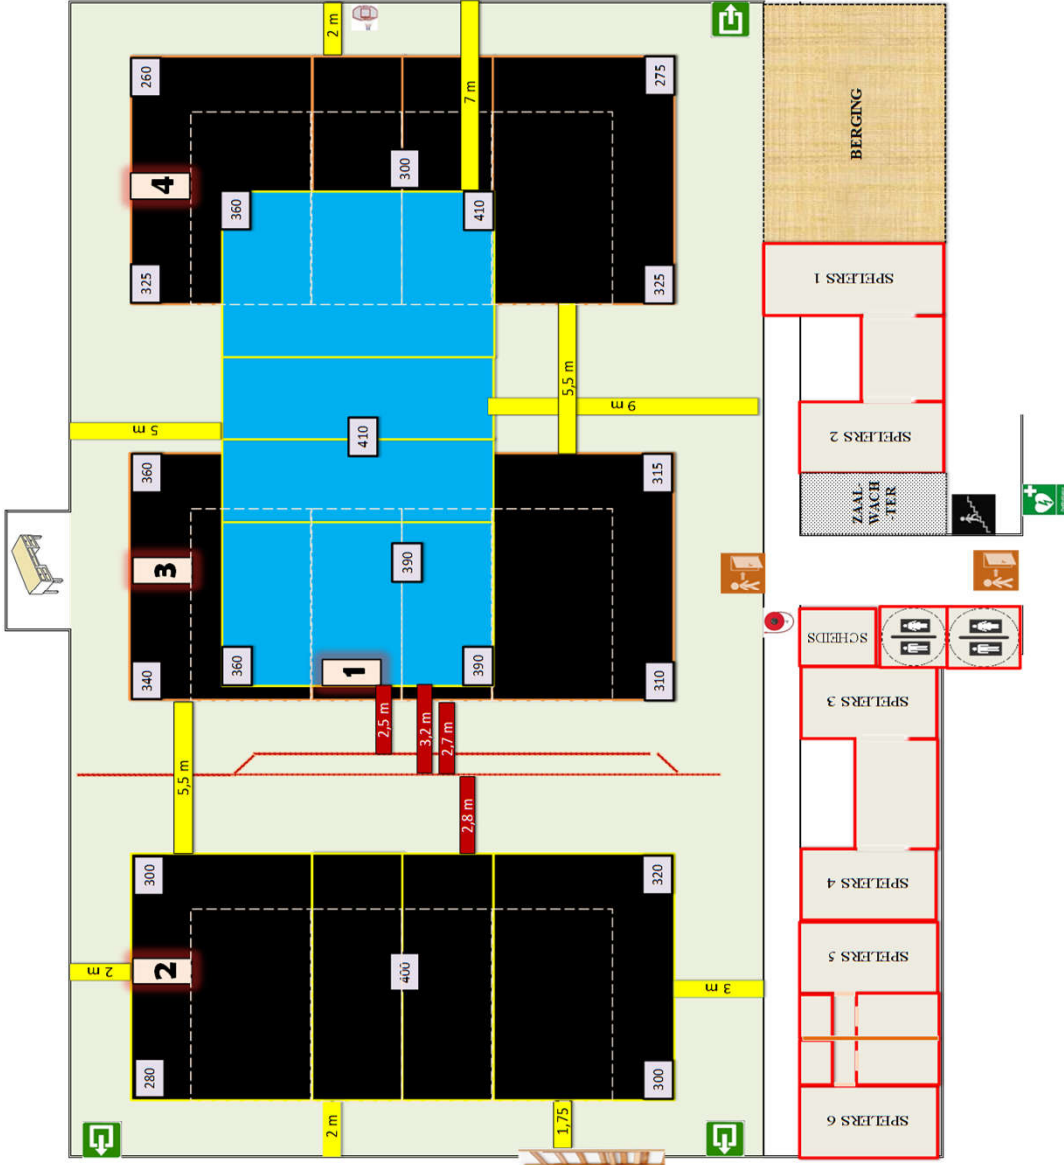 2 m
7 m
260
275
4
300
360
410
325
325
BERGING
SPELERS 1
5,5 m
5 m
9 m
410
360
315
SPELERS 2
ZAAL-
WACH
-TER
3
390
360
1
390
340
310
SCHEIDS
SPELERS 3
2,5 m
3,2 m
2,7 m
5,5 m
2,8 m
300
320
SPELERS 4
2 m
2
400
3 m
SPELERS 5
280
300
2 m
1,75
SPELERS 6